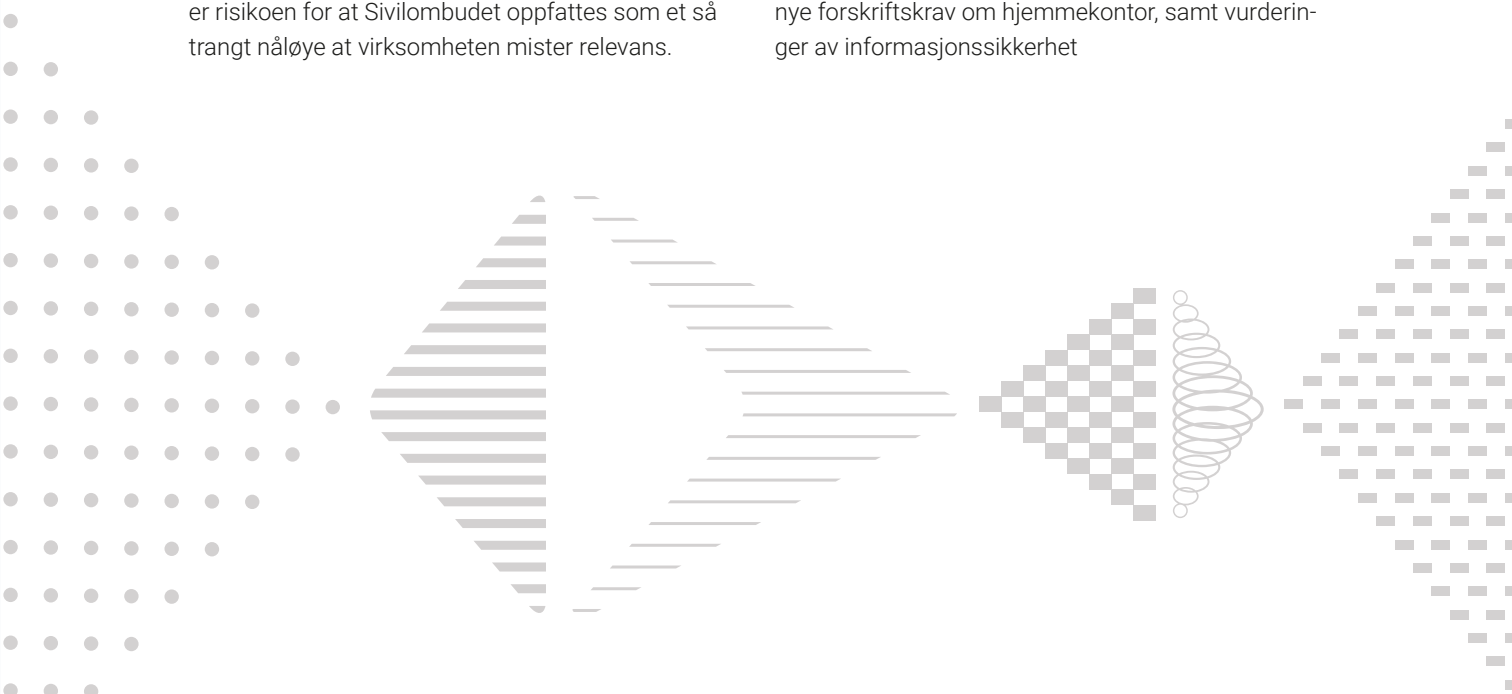 er risikoen for at Sivilombudet oppfattes som et så
trangt nåløye at virksomheten mister relevans.
nye forskriftskrav om hjemmekontor, samt vurderin-
ger av informasjonssikkerhet